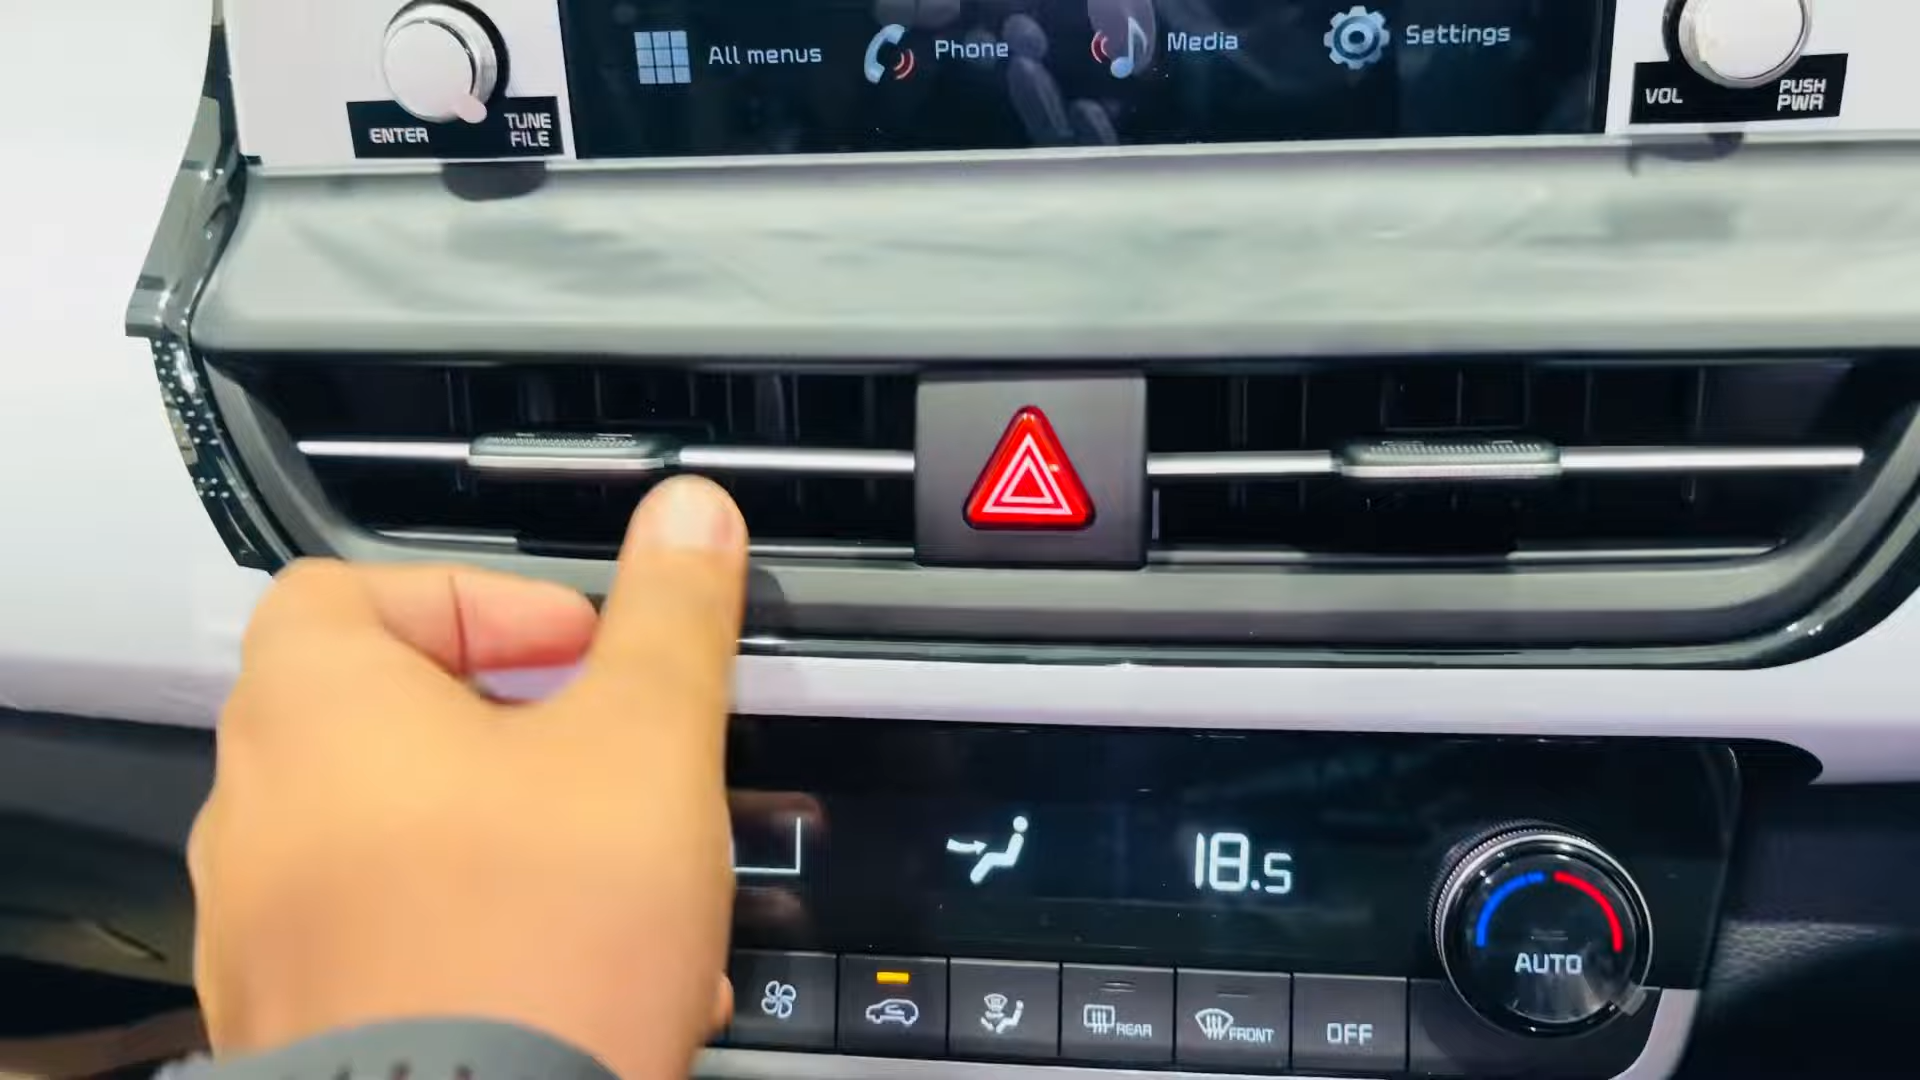 All menus
Phone
Media
Settings
ENTER
TUNE
FILE
VOL
PUSH
PWR
18.5
AUTO
REAR
FRONT
OFF